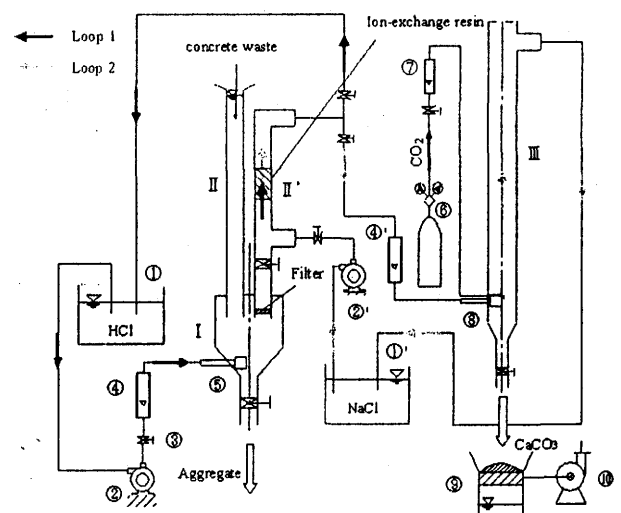 Loop 1
Loop 2
concrete waste
Ion-exchange resin
⑦
CO2
II
II'
III
⑥
④'
①
Filter
②'
HCl
I
⑧
①'
④
⑤
NaCl
③
Aggregate
②
CaCO3
⑨
⑩